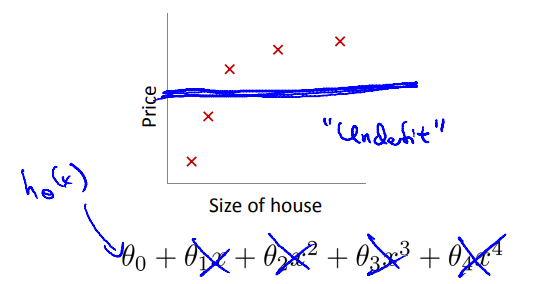 Price
"Underfit"
Size of house
hθ(x)
θ₀ + θ₁x + θ₂x² + θ₃x³ + θ₄x⁴